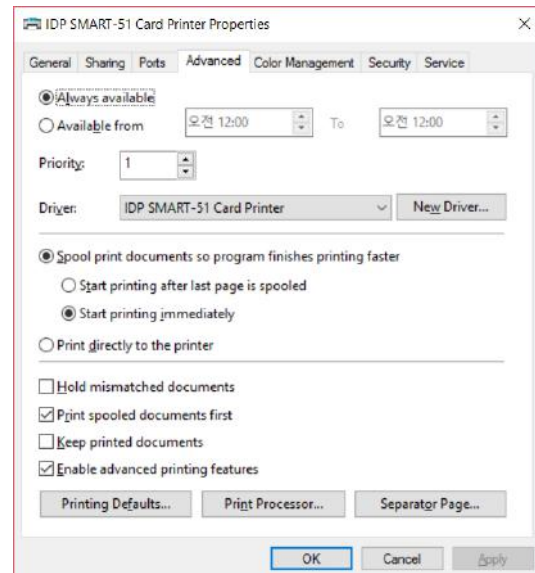 IDP SMART-51 Card Printer Properties
General Sharing Ports Advanced Color Management Security Service
Always available
Available from 오전 12:00 To 오전 12:00
Priority: 1
Driver: IDP SMART-51 Card Printer New Driver...
Spool print documents so program finishes printing faster
Start printing after last page is spooled
Start printing immediately
Print directly to the printer
Hold mismatched documents
Print spooled documents first
Keep printed documents
Enable advanced printing features
Printing Defaults... Print Processor... Separator Page...
OK Cancel Apply